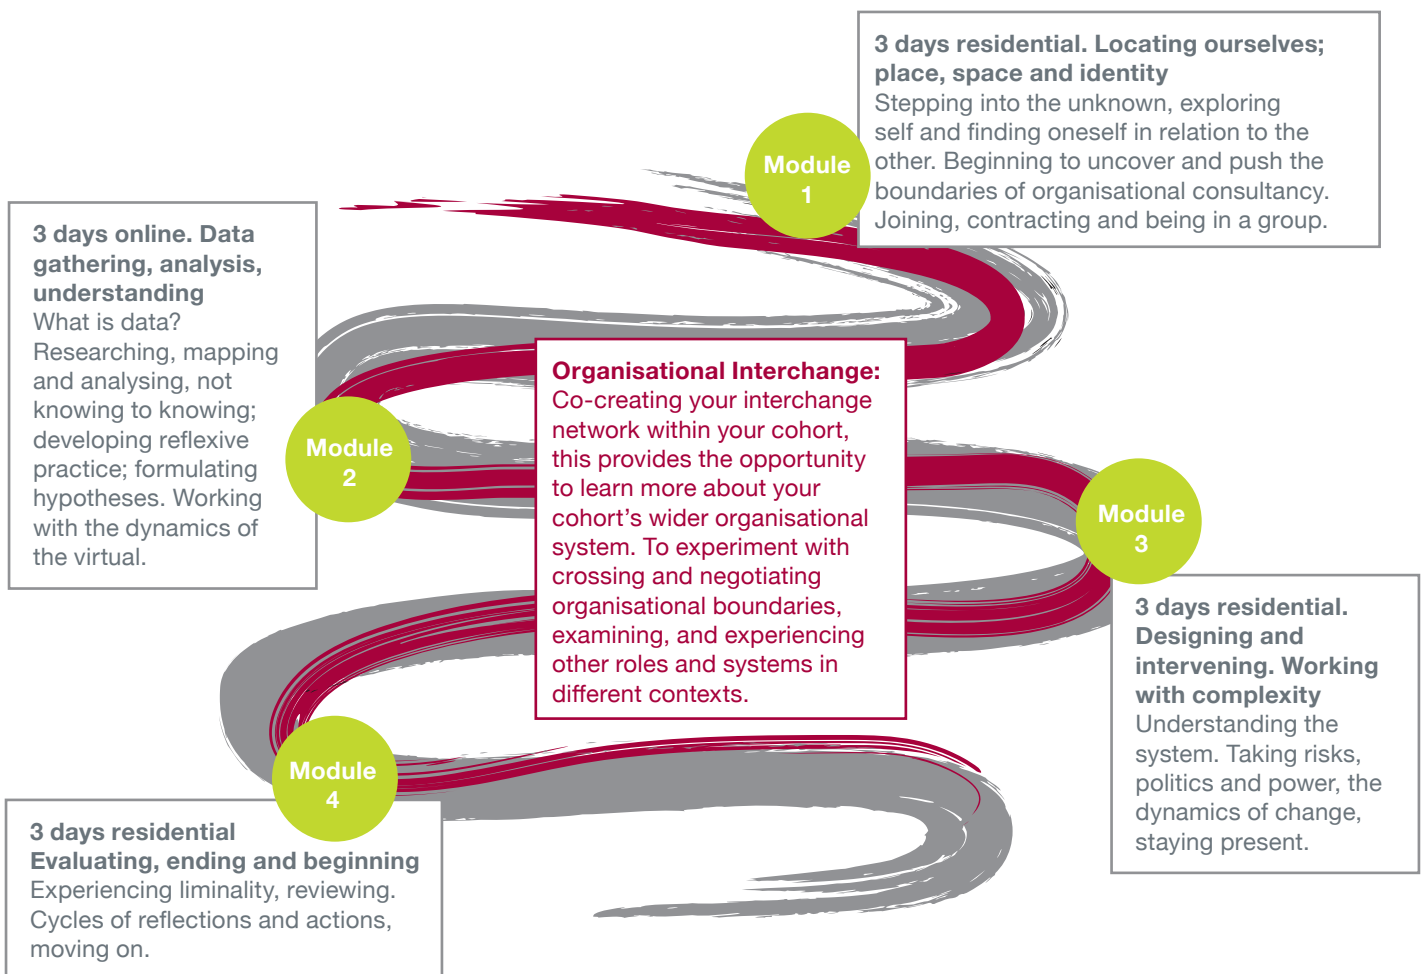 Module
1
3 days residential. Locating ourselves;
place, space and identity
Stepping into the unknown, exploring
self and finding oneself in relation to the
other. Beginning to uncover and push the
boundaries of organisational consultancy.
Joining, contracting and being in a group.
Module
2
3 days online. Data
gathering, analysis,
understanding
What is data?
Researching, mapping
and analysing, not
knowing to knowing;
developing reflexive
practice; formulating
hypotheses. Working
with the dynamics of
the virtual.
Organisational Interchange:
Co-creating your interchange
network within your cohort,
this provides the opportunity
to learn more about your
cohort’s wider organisational
system. To experiment with
crossing and negotiating
organisational boundaries,
examining, and experiencing
other roles and systems in
different contexts.
Module
3
3 days residential.
Designing and
intervening. Working
with complexity
Understanding the
system. Taking risks,
politics and power, the
dynamics of change,
staying present.
Module
4
3 days residential
Evaluating, ending and beginning
Experiencing liminality, reviewing.
Cycles of reflections and actions,
moving on.